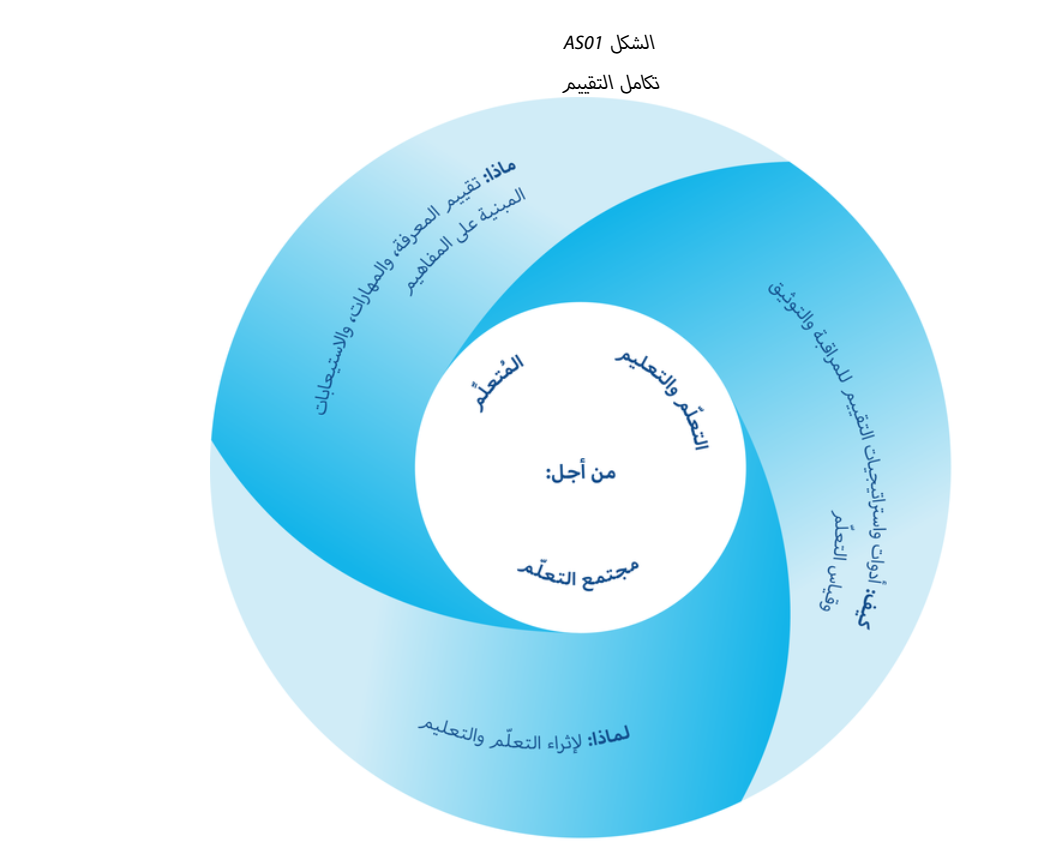 الشكل AS01
تكامل التقييم
ماذا: تقييم المعرفة، والمهارات، والاستيعابات
المبنية على المفاهيم
كيف: أدوات واستراتيجيات التقييم للمراقبة والتوثيق
وقياس التعلّم
لماذا: لإثراء التعلّم والتعليم
المُتعلِّم
التعلّم والتعليم
من أجل:
مجتمع التعلّم